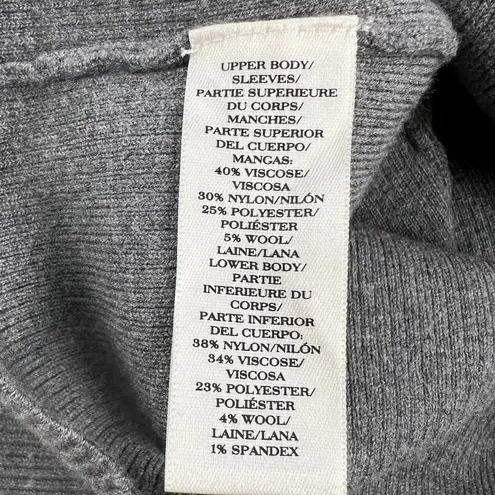 UPPER BODY/
SLEEVES/
PARTIE SUPERIEURE
DU CORPS/
MANCHES/
PARTE SUPERIOR
DEL CUERPO/
MANGAS:
40% VISCOSE/
VISCOSA
30% NYLON/NILÓN
25% POLYESTER/
POLIÉSTER
5% WOOL/
LAINE/LANA
LOWER BODY/
PARTIE
INFERIEURE DU
CORPS/
PARTE INFERIOR
DEL CUERPO:
38% NYLON/NILÓN
34% VISCOSE/
VISCOSA
23% POLYESTER/
POLIÉSTER
4% WOOL/
LAINE/LANA
1% SPANDEX